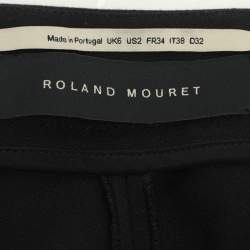 Made in Portugal UK6 US2 FR34 IT38 D32
ROLAND MOURET